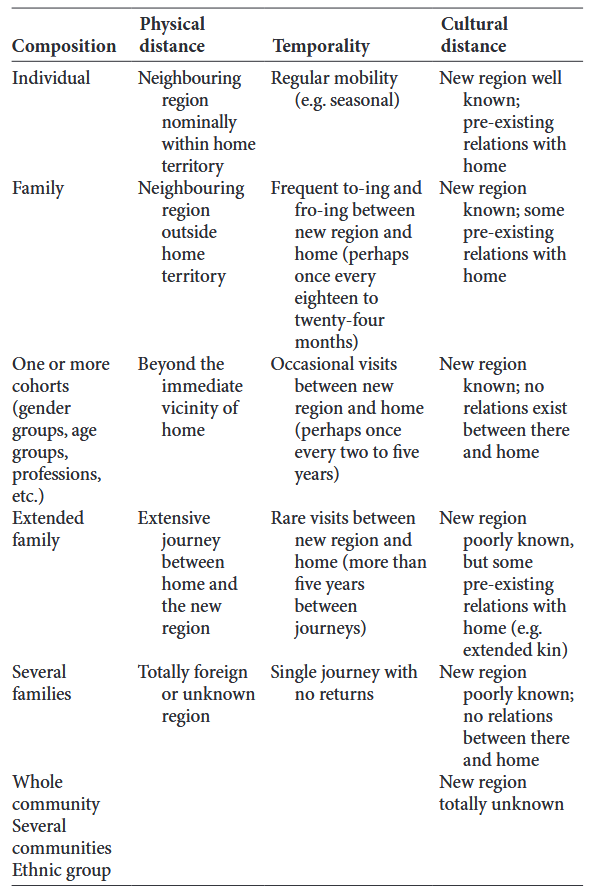 Composition
Physical
distance
Temporality
Cultural
distance
Individual
Neighbouring
region
nominally
within home
territory
Regular mobility
(e.g. seasonal)
New region well
known;
pre-existing
relations with
home
Family
Neighbouring
region
outside
home
territory
Frequent to-ing and
fro-ing between
new region and
home (perhaps
once every
eighteen to
twenty-four
months)
New region
known; some
pre-existing
relations with
home
One or more
cohorts
(gender
groups, age
groups,
professions,
etc.)
Beyond the
immediate
vicinity of
home
Occasional visits
between new
region and home
(perhaps once
every two to five
years)
New region
known; no
relations exist
between there
and home
Extended
family
Extensive
journey
between
home and
the new
region
Rare visits between
new region and
home (more than
five years
between
journeys)
New region
poorly known,
but some
pre-existing
relations with
home (e.g.
extended kin)
Several
families
Totally foreign
or unknown
region
Single journey with
no returns
New region
poorly known;
no relations
between there
and home
Whole
community
New region
totally unknown
Several
communities
Ethnic group